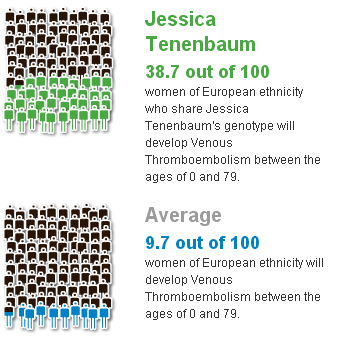 Jessica
Tenenbaum
38.7 out of 100
women of European ethnicity
who share Jessica
Tenenbaum's genotype will
develop Venous
Thromboembolism between the
ages of 0 and 79.
Average
9.7 out of 100
women of European ethnicity will
develop Venous
Thromboembolism between the
ages of 0 and 79.